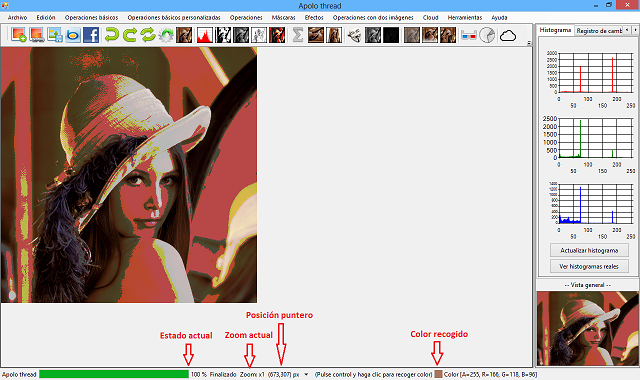 Apolo thread
Archivo Edición Operaciones básicos Operaciones básicos personalizadas Operaciones Máscaras Efectos Operaciones con dos imágenes Cloud Herramientas Ayuda
Histograma Registro de camb
3000
2500
2000
1500
1000
500
0
0 50 100 150 200 250
2500
2000
1500
1000
500
0
0 50 100 150 200 250
1400
1200
1000
800
600
400
200
0
0 50 100 150 200 250
Actualizar histograma
Ver histogramas reales
-- Vista general --
Posición puntero
Estado actual Zoom actual Color recogido
Apolo thread 100 % Finalizado Zoom: x1 (673,307) px (Pulse control y haga clic para recoger color) Color [A=255, R=166, G=118, B=96]